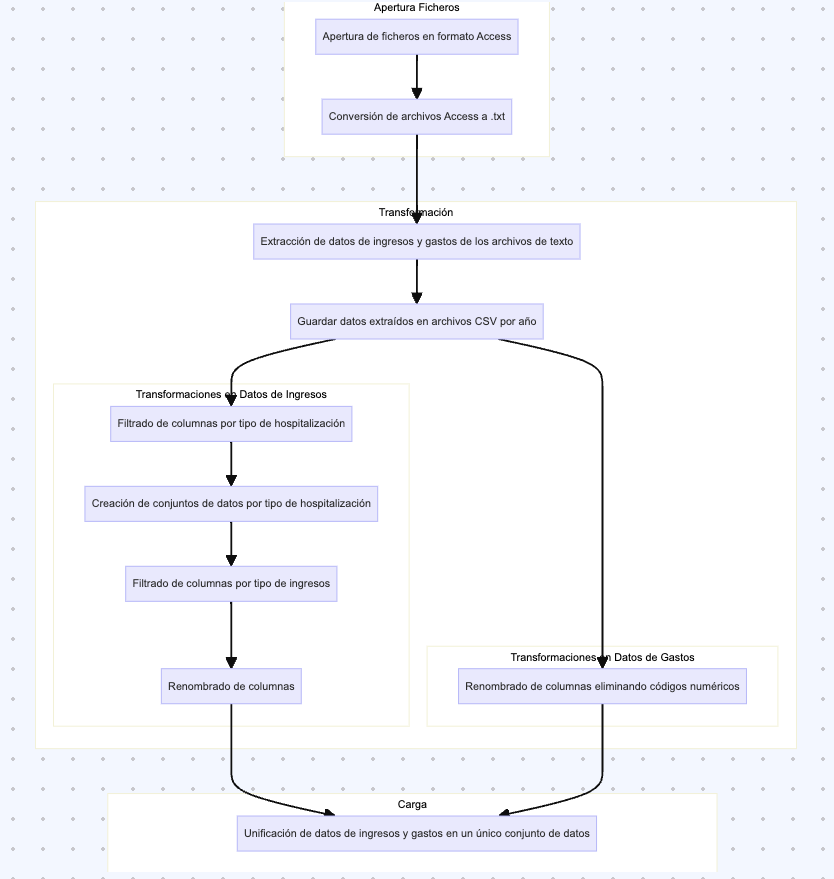 Apertura Ficheros
Apertura de ficheros en formato Access
Conversión de archivos Access a .txt
Transformación
Extracción de datos de ingresos y gastos de los archivos de texto
Guardar datos extraídos en archivos CSV por año
Transformaciones en Datos de Ingresos
Filtrado de columnas por tipo de hospitalización
Creación de conjuntos de datos por tipo de hospitalización
Filtrado de columnas por tipo de ingresos
Renombrado de columnas
Transformaciones en Datos de Gastos
Renombrado de columnas eliminando códigos numéricos
Carga
Unificación de datos de ingresos y gastos en un único conjunto de datos